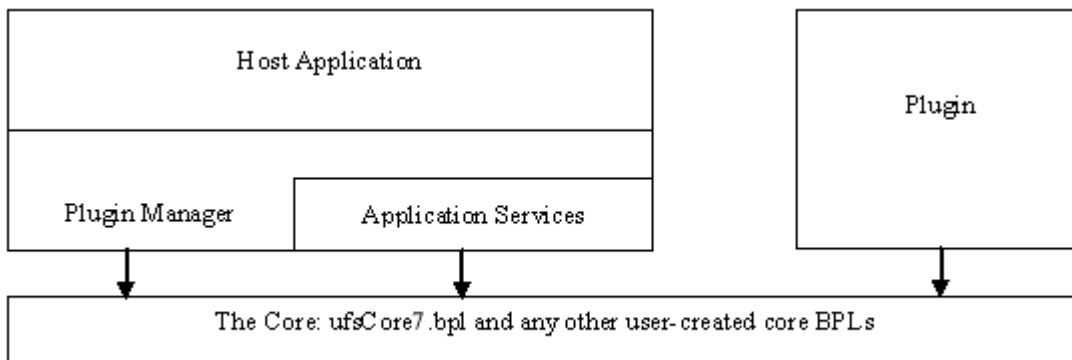 Host Application
Plugin
Plugin Manager
Application Services
The Core: ufsCore7.bpl and any other user-created core BPLs